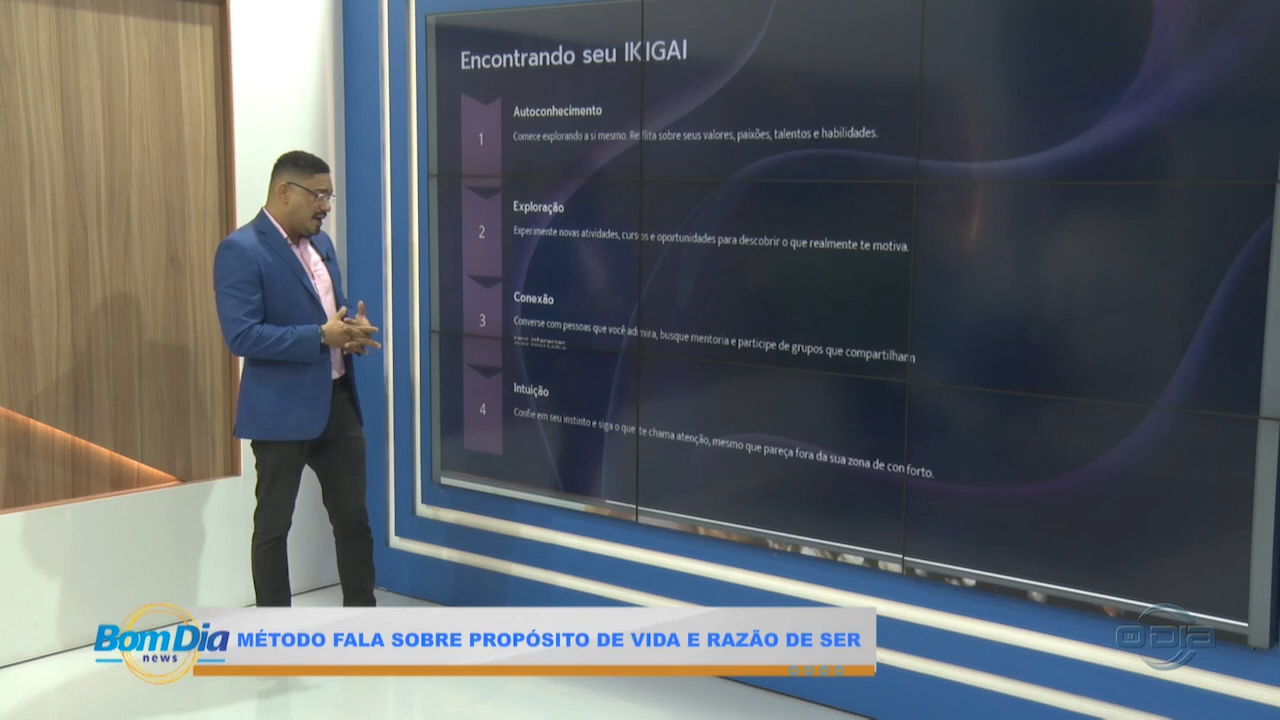 Encontrando seu IKIGAI
1
Autoconhecimento
Comece explorando a si mesmo. Reflita sobre seus valores, paixões, talentos e habilidades.
2
Exploração
Experimente novas atividades, cursos e oportunidades para descobrir o que realmente te motiva.
3
Conexão
Converse com pessoas que você admira, busque mentoria e participe de grupos que compartilham
seus interesses.
4
Intuição
Confie em seu instinto e siga o que te chama atenção, mesmo que pareça fora da sua zona de conforto.
Bom Dia
news
MÉTODO FALA SOBRE PROPÓSITO DE VIDA E RAZÃO DE SER
O DIA